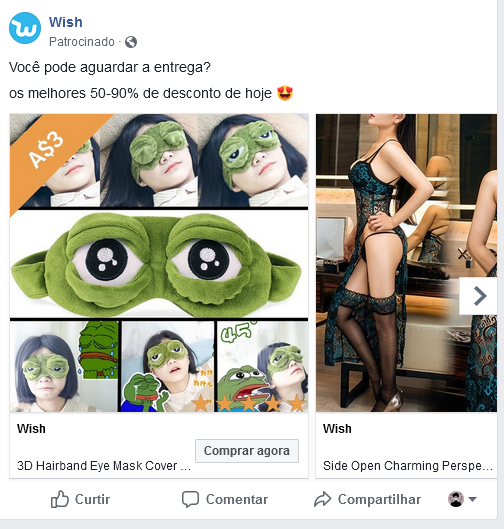 Wish
Patrocinado ·
Você pode aguardar a entrega?
os melhores 50-90% de desconto de hoje 😍
A$3
Wish
3D Hairband Eye Mask Cover ...
Comprar agora
Wish
Side Open Charming Perspe...
Curtir
Comentar
Compartilhar